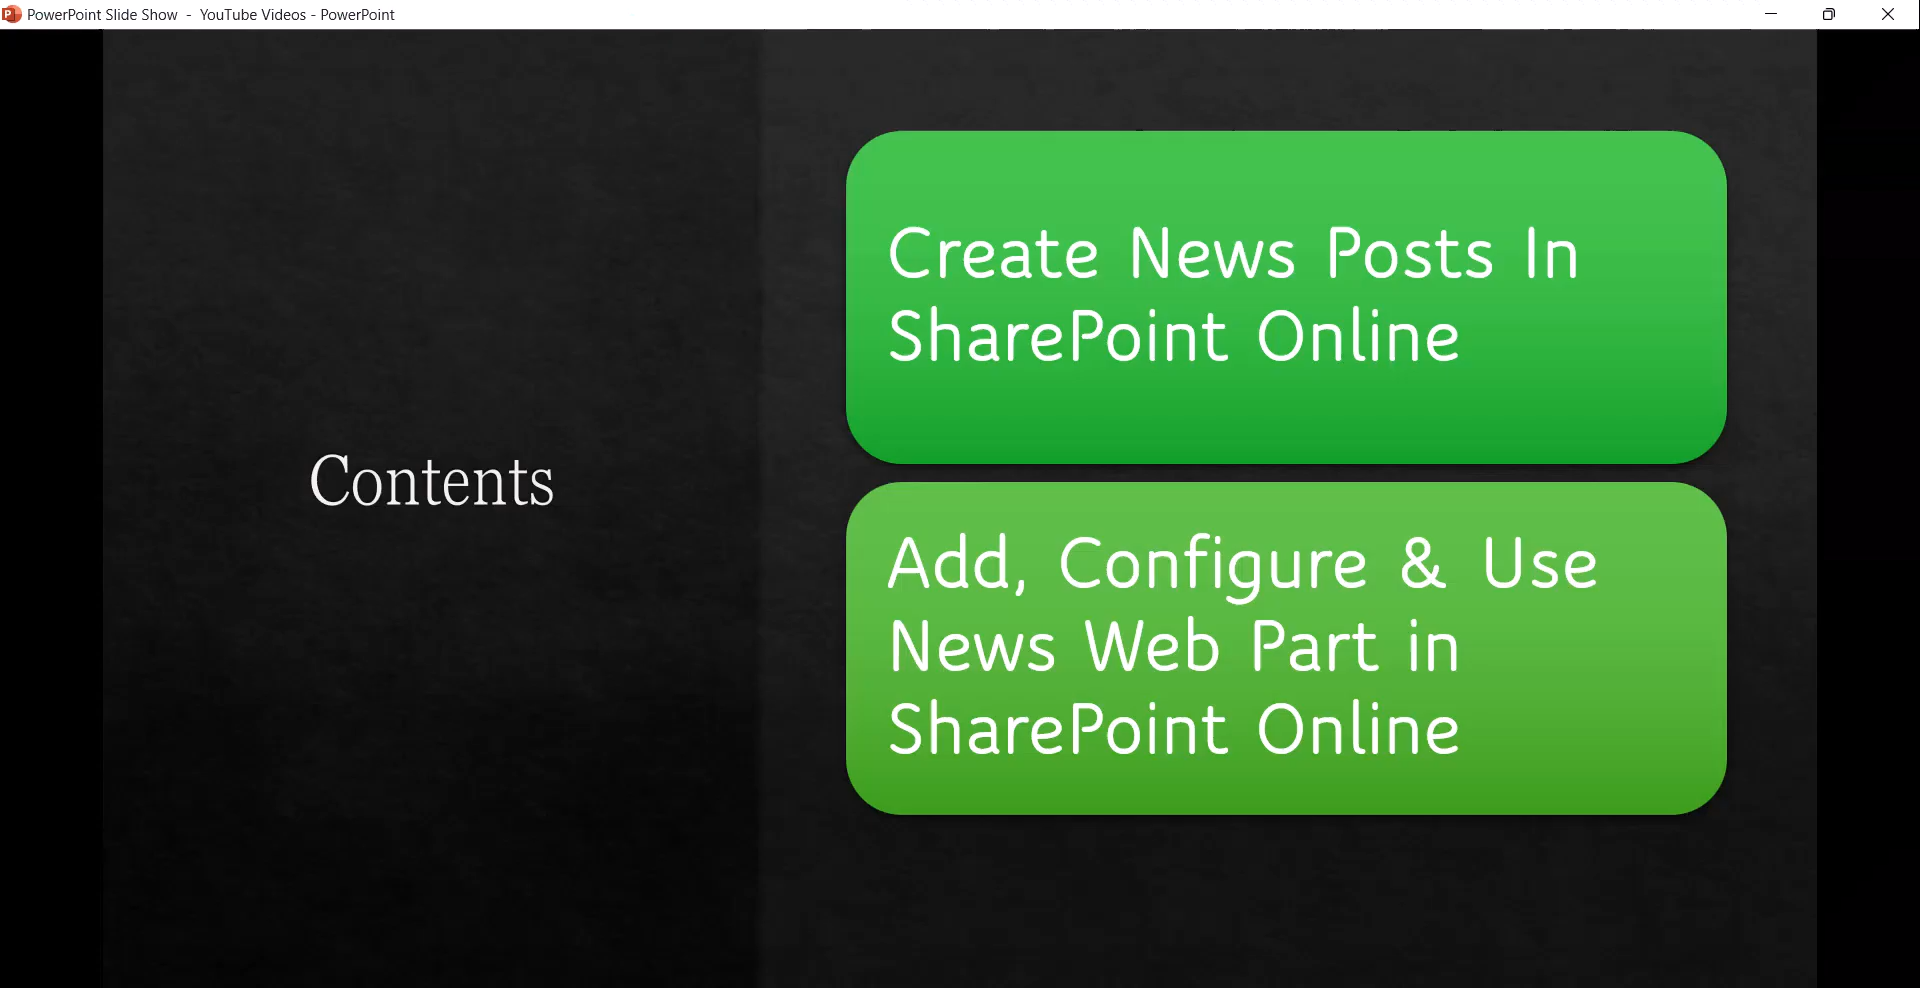 PowerPoint Slide Show - YouTube Videos - PowerPoint
Contents
Create News Posts In
SharePoint Online
Add, Configure & Use
News Web Part in
SharePoint Online